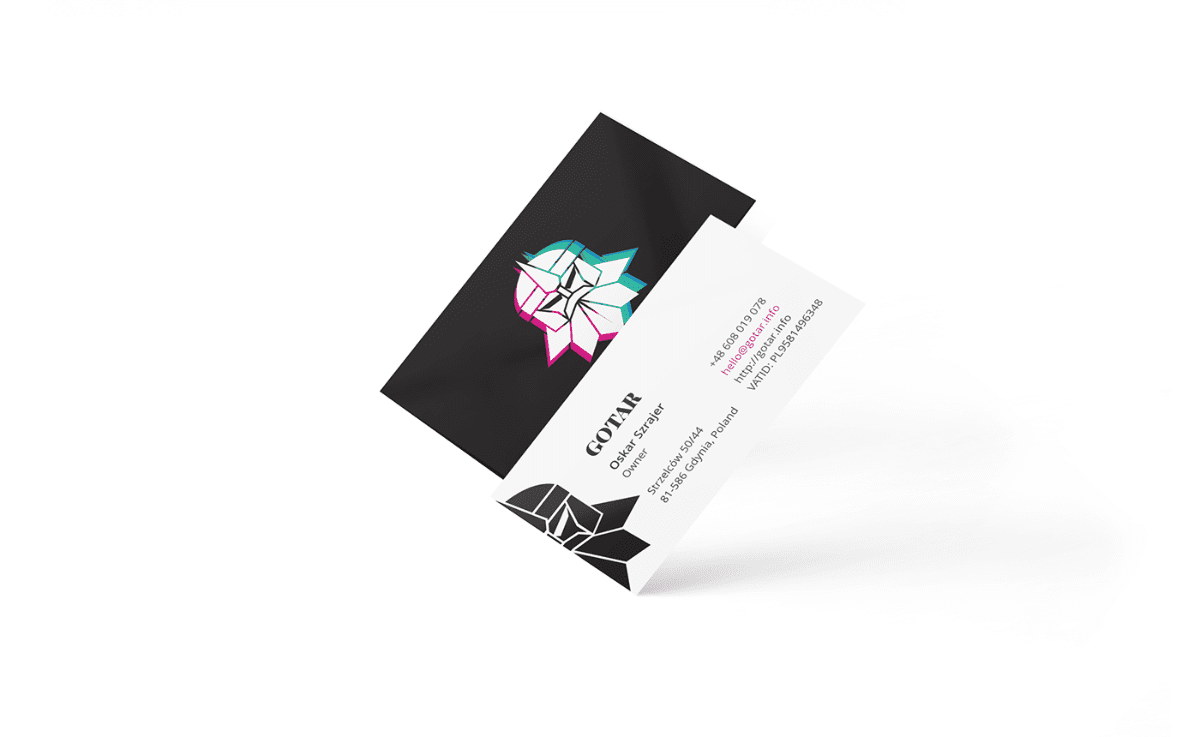 GOTAR
Oskar Szrajer
Owner
Strzelców 50/44
81-586 Gdynia, Poland
+48 608 019 078
hello@gotar.info
http://gotar.info
VATID: PL9581496348